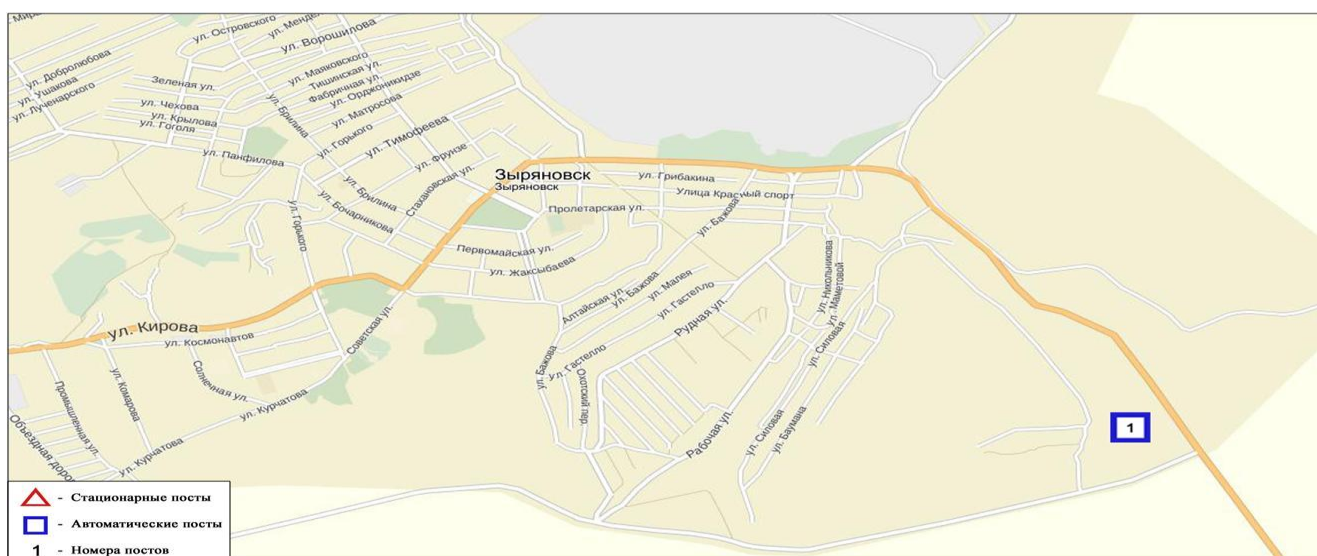 ул. Островского
ул. Ворошилова
ул. Добролюбова
ул. Ушакова
ул. Луначарского
Зеленая ул.
ул. Чехова
ул. Крылова
ул. Гоголя
ул. Маяковского
Тишинская ул.
Фабричная ул.
ул. Орджоникидзе
ул. Матросова
ул. Брилина
ул. Горького
ул. Тимофеева
ул. Фрунзе
ул. Панфилова
ул. Брилина
Стахановская ул.
ул. Бочарникова
ул. Горького
Зыряновск
Зыряновск
ул. Грибакина
Улица Красный спорт
Пролетарская ул.
ул. Бажова
Первомайская ул.
ул. Жаксыбаева
Алтайская ул.
ул. Бажова
ул. Малея
ул. Гастелло
Рудная ул.
ул. Никольникова
ул. Маметовой
ул. Силовая
ул. Кирова
ул. Космонавтов
Советская ул.
Солнечная ул.
ул. Комарова
Промышленная ул.
ул. Курчатова
ул. Курчатова
Объездная доро
ул. Бажова
ул. Гастелло
Охотский пер.
Рабочая ул.
ул. Силовая
ул. Баумана
1
- Стационарные посты
- Автоматические посты
1 - Номера постов